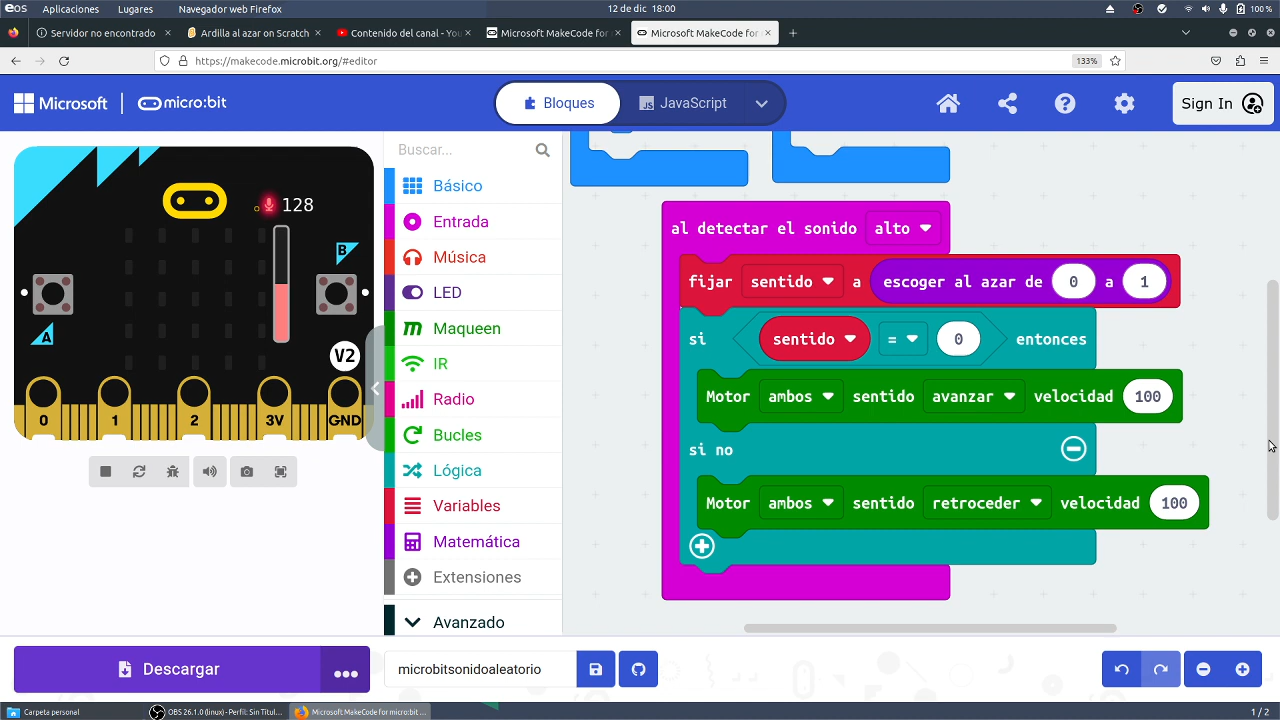 eos Aplicaciones Lugares Navegador web Firefox 12 de dic 18:00 100 %
Servidor no encontrado × Ardilla al azar on Scratch × Contenido del canal - You × Microsoft MakeCode for × Microsoft MakeCode for × +
https://makecode.microbit.org/#editor 133%
Microsoft micro:bit Bloques JS JavaScript Sign In
Buscar...
Básico
Entrada
Música
LED
Maqueen
IR
Radio
Bucles
Lógica
Variables
Matemática
Extensiones
Avanzado
128
B
A
V2
0 1 2 3V GND
al detectar el sonido alto
fijar sentido a escoger al azar de 0 a 1
si sentido = 0 entonces
Motor ambos sentido avanzar velocidad 100
si no
Motor ambos sentido retroceder velocidad 100
Descargar ... microbitsonidoaleatorio
Carpeta personal OBS 26.1.0 (linux) - Perfil: Sin Titul... Microsoft MakeCode for micro:bit ... 1 / 2